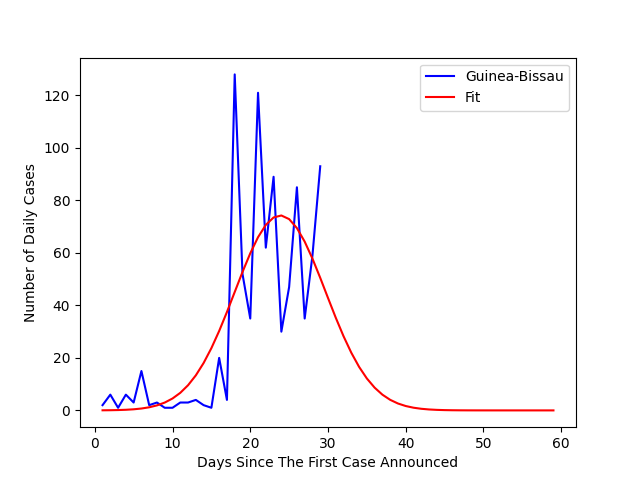 Guinea-Bissau
Fit
120
100
80
60
40
20
0
Number of Daily Cases
0 10 20 30 40 50 60
Days Since The First Case Announced